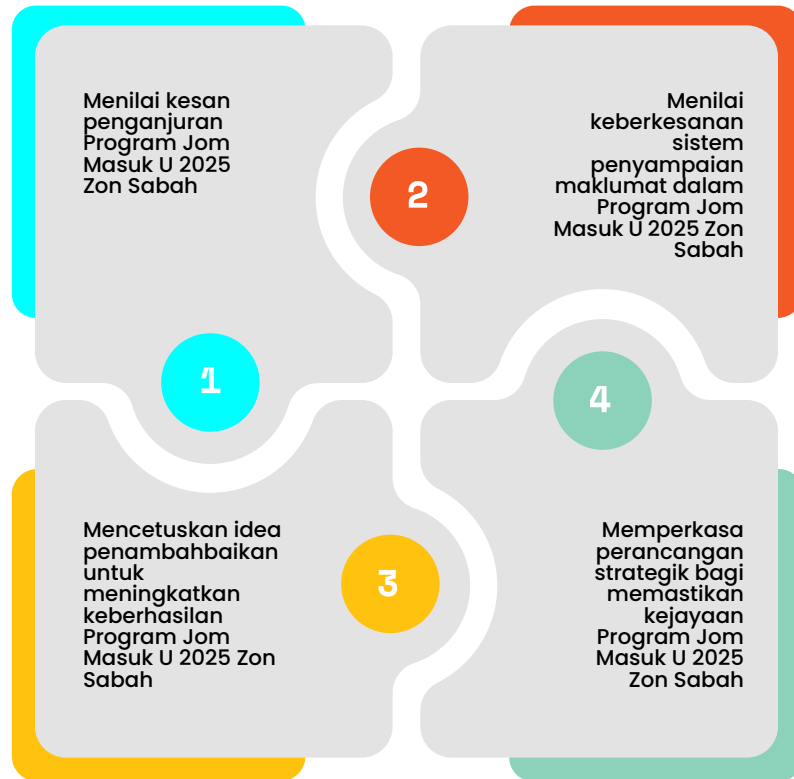 Menilai kesan
penganjuran
Program Jom
Masuk U 2025
Zon Sabah
1
Menilai
keberkesanan
sistem
penyampaian
maklumat dalam
Program Jom
Masuk U 2025 Zon
Sabah
2
Mencetuskan idea
penambahbaikan
untuk
meningkatkan
keberhasilan
Program Jom
Masuk U 2025 Zon
Sabah
3
Memperkasa
perancangan
strategik bagi
memastikan
kejayaan
Program Jom
Masuk U 2025
Zon Sabah
4